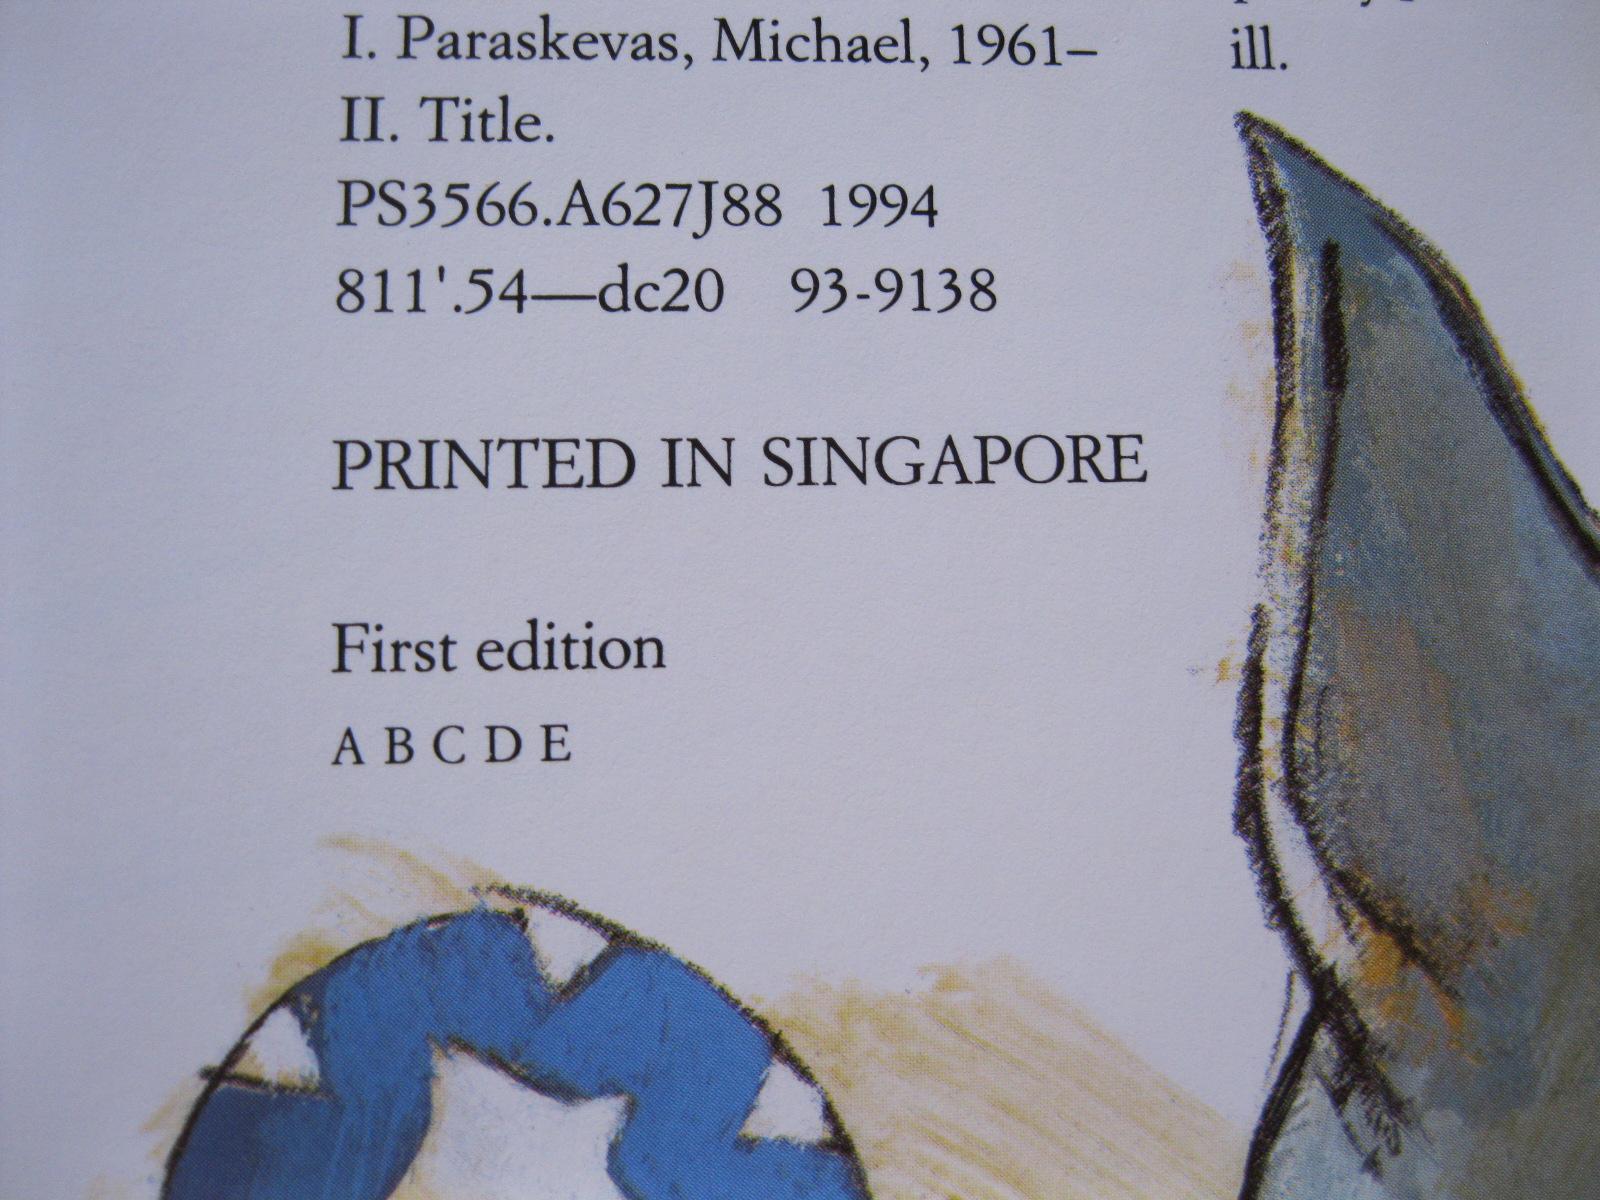 I. Paraskevas, Michael, 1961– ill.
II. Title.
PS3566.A627J88 1994
811'.54—dc20 93-9138
PRINTED IN SINGAPORE
First edition
A B C D E